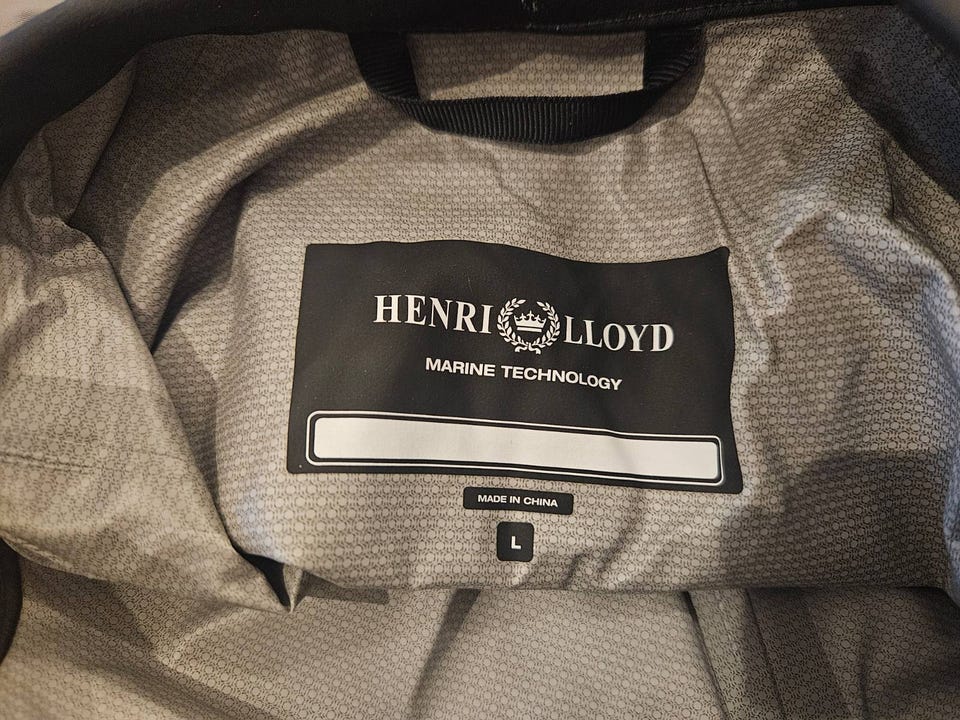 HENRI LLOYD
MARINE TECHNOLOGY
MADE IN CHINA
L